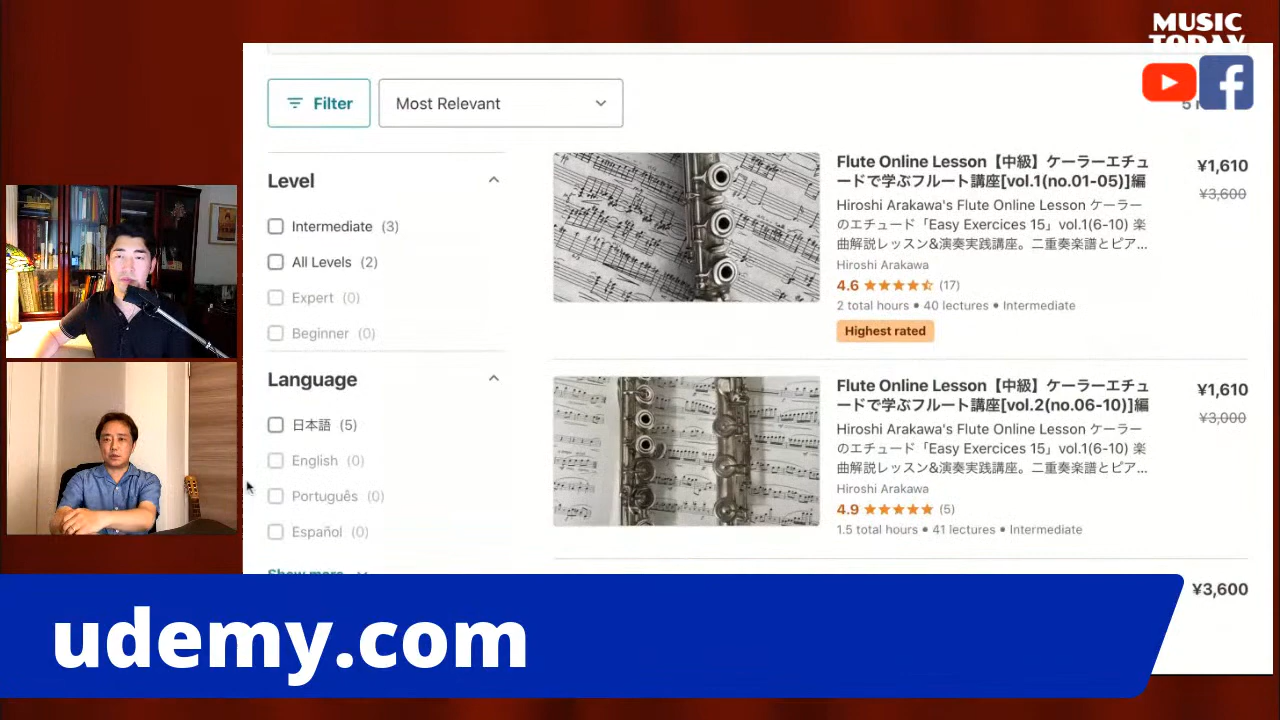 MUSIC
TODAY
Filter
Most Relevant
5
Level
Intermediate (3)
All Levels (2)
Expert (0)
Beginner (0)
Language
日本語 (5)
English (0)
Português (0)
Español (0)
Show more
Flute Online Lesson【中級】ケーラーエチュ
ードで学ぶフルート講座[vol.1(no.01-05)]編
Hiroshi Arakawa's Flute Online Lesson ケーラー
のエチュード「Easy Exercices 15」vol.1(6-10) 楽
曲解説レッスン&演奏実践講座。二重奏楽譜とピア...
Hiroshi Arakawa
4.6 (17)
2 total hours • 40 lectures • Intermediate
Highest rated
¥1,610
¥3,600
Flute Online Lesson【中級】ケーラーエチュ
ードで学ぶフルート講座[vol.2(no.06-10)]編
Hiroshi Arakawa's Flute Online Lesson ケーラー
のエチュード「Easy Exercices 15」vol.1(6-10) 楽
曲解説レッスン&演奏実践講座。二重奏楽譜とピア...
Hiroshi Arakawa
4.9 (5)
1.5 total hours • 41 lectures • Intermediate
¥1,610
¥3,000
¥3,600
udemy.com